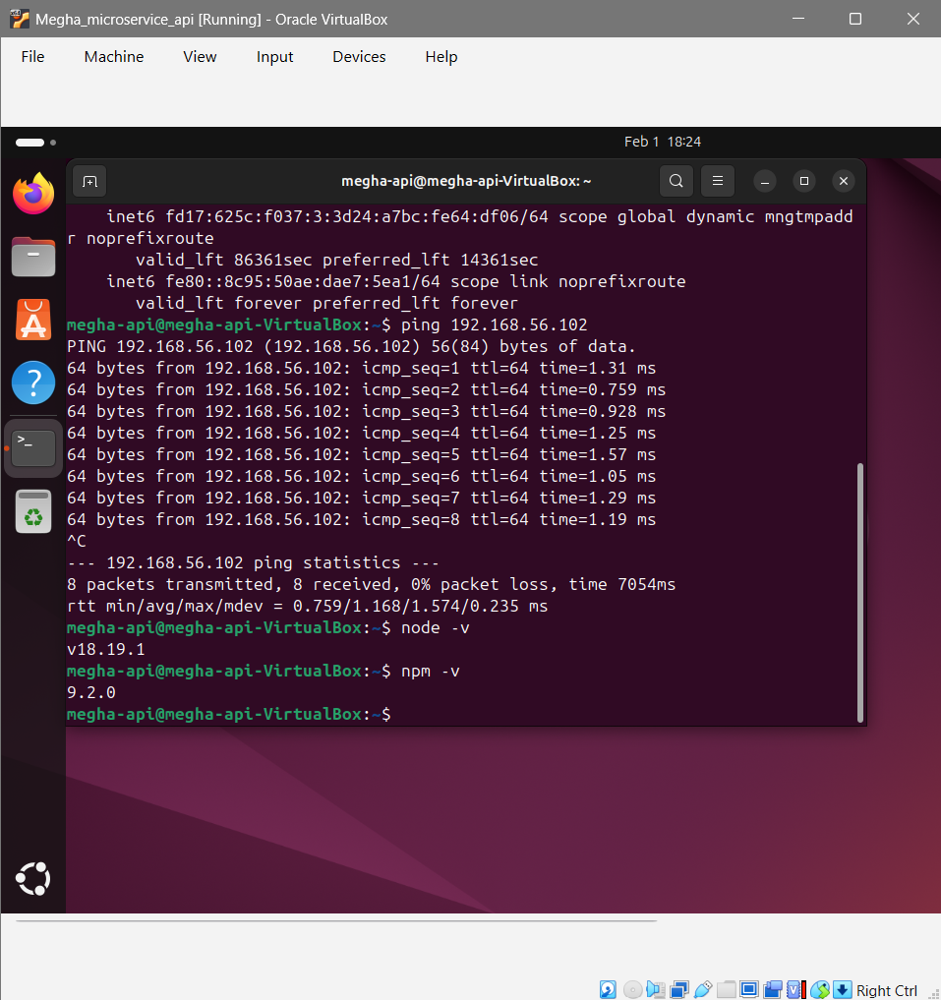 Megha_microservice_api [Running] - Oracle VirtualBox
File Machine View Input Devices Help
Feb 1 18:24
megha-api@megha-api-VirtualBox: ~
inet6 fd17:625c:f037:3:3d24:a7bc:fe64:df06/64 scope global dynamic mngtmpadd
r noprefixroute
valid_lft 86361sec preferred_lft 14361sec
inet6 fe80::8c95:50ae:dae7:5ea1/64 scope link noprefixroute
valid_lft forever preferred_lft forever
megha-api@megha-api-VirtualBox:~$ ping 192.168.56.102
PING 192.168.56.102 (192.168.56.102) 56(84) bytes of data.
64 bytes from 192.168.56.102: icmp_seq=1 ttl=64 time=1.31 ms
64 bytes from 192.168.56.102: icmp_seq=2 ttl=64 time=0.759 ms
64 bytes from 192.168.56.102: icmp_seq=3 ttl=64 time=0.928 ms
64 bytes from 192.168.56.102: icmp_seq=4 ttl=64 time=1.25 ms
64 bytes from 192.168.56.102: icmp_seq=5 ttl=64 time=1.57 ms
64 bytes from 192.168.56.102: icmp_seq=6 ttl=64 time=1.05 ms
64 bytes from 192.168.56.102: icmp_seq=7 ttl=64 time=1.29 ms
64 bytes from 192.168.56.102: icmp_seq=8 ttl=64 time=1.19 ms
^C
--- 192.168.56.102 ping statistics ---
8 packets transmitted, 8 received, 0% packet loss, time 7054ms
rtt min/avg/max/mdev = 0.759/1.168/1.574/0.235 ms
megha-api@megha-api-VirtualBox:~$ node -v
v18.19.1
megha-api@megha-api-VirtualBox:~$ npm -v
9.2.0
megha-api@megha-api-VirtualBox:~$
Right Ctrl